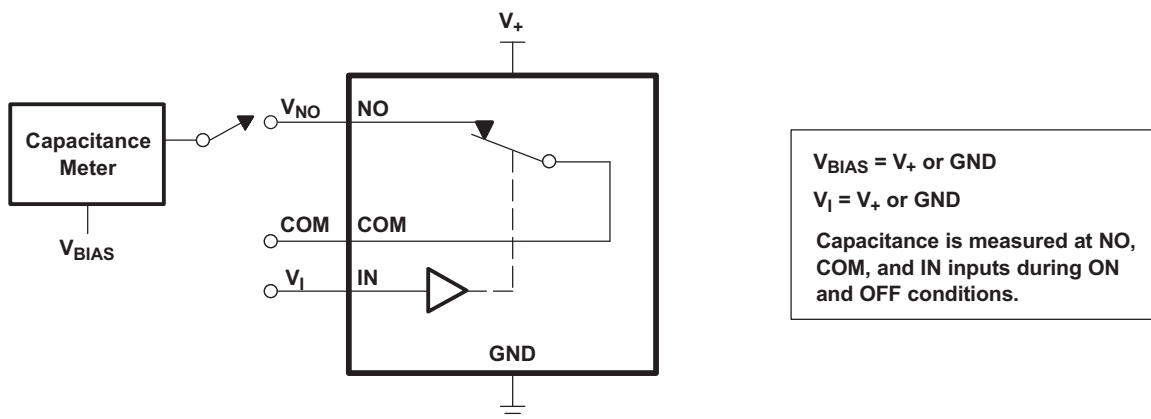 V+
VNO
NO
Capacitance
Meter
VBIAS
COM
COM
VI
IN
GND
VBIAS = V+ or GND
VI = V+ or GND
Capacitance is measured at NO,
COM, and IN inputs during ON
and OFF conditions.